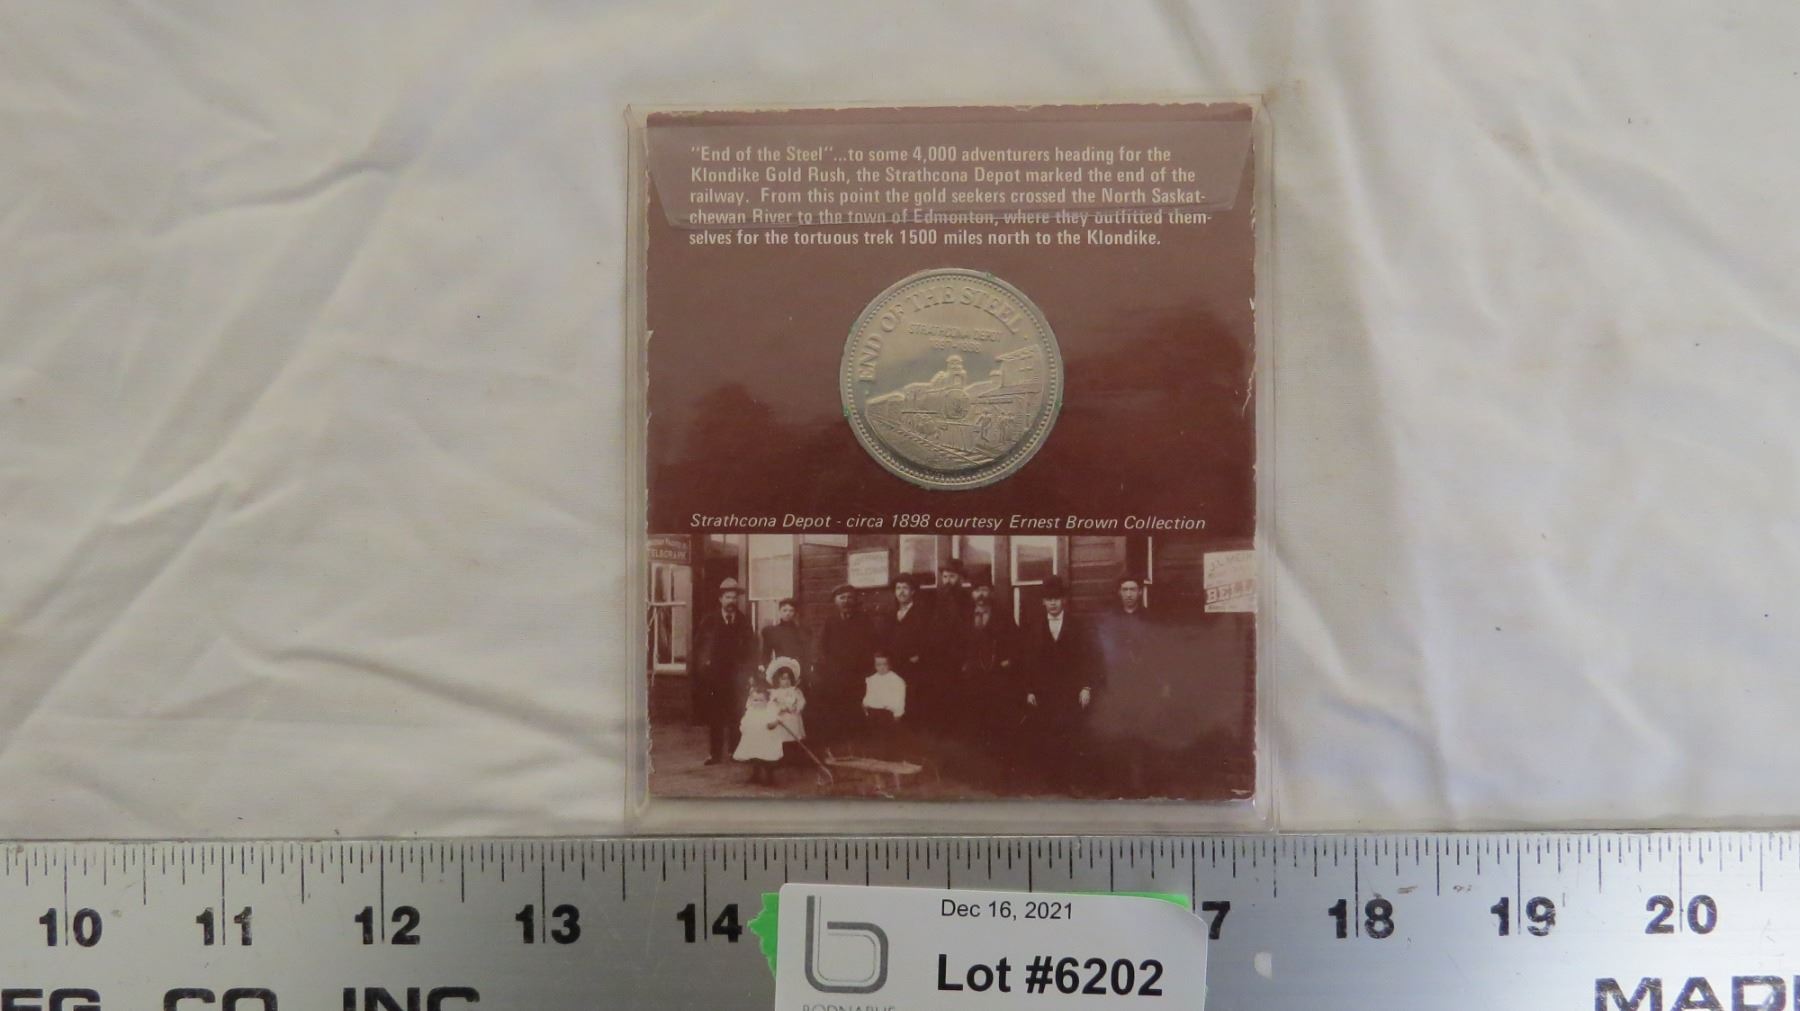 "End of the Steel"...to some 4,000 adventurers heading for the
Klondike Gold Rush, the Strathcona Depot marked the end of the
railway. From this point the gold seekers crossed the North Saskat-
chewan River to the town of Edmonton, where they outfitted them-
selves for the tortuous trek 1500 miles north to the Klondike.
END OF THE STEEL
STRATHCONA DEPOT
Strathcona Depot - circa 1898 courtesy Ernest Brown Collection
TELEGRAPH
10 11 12 13 14 7 18 19 20
Dec 16, 2021
Lot #6202
CO INC